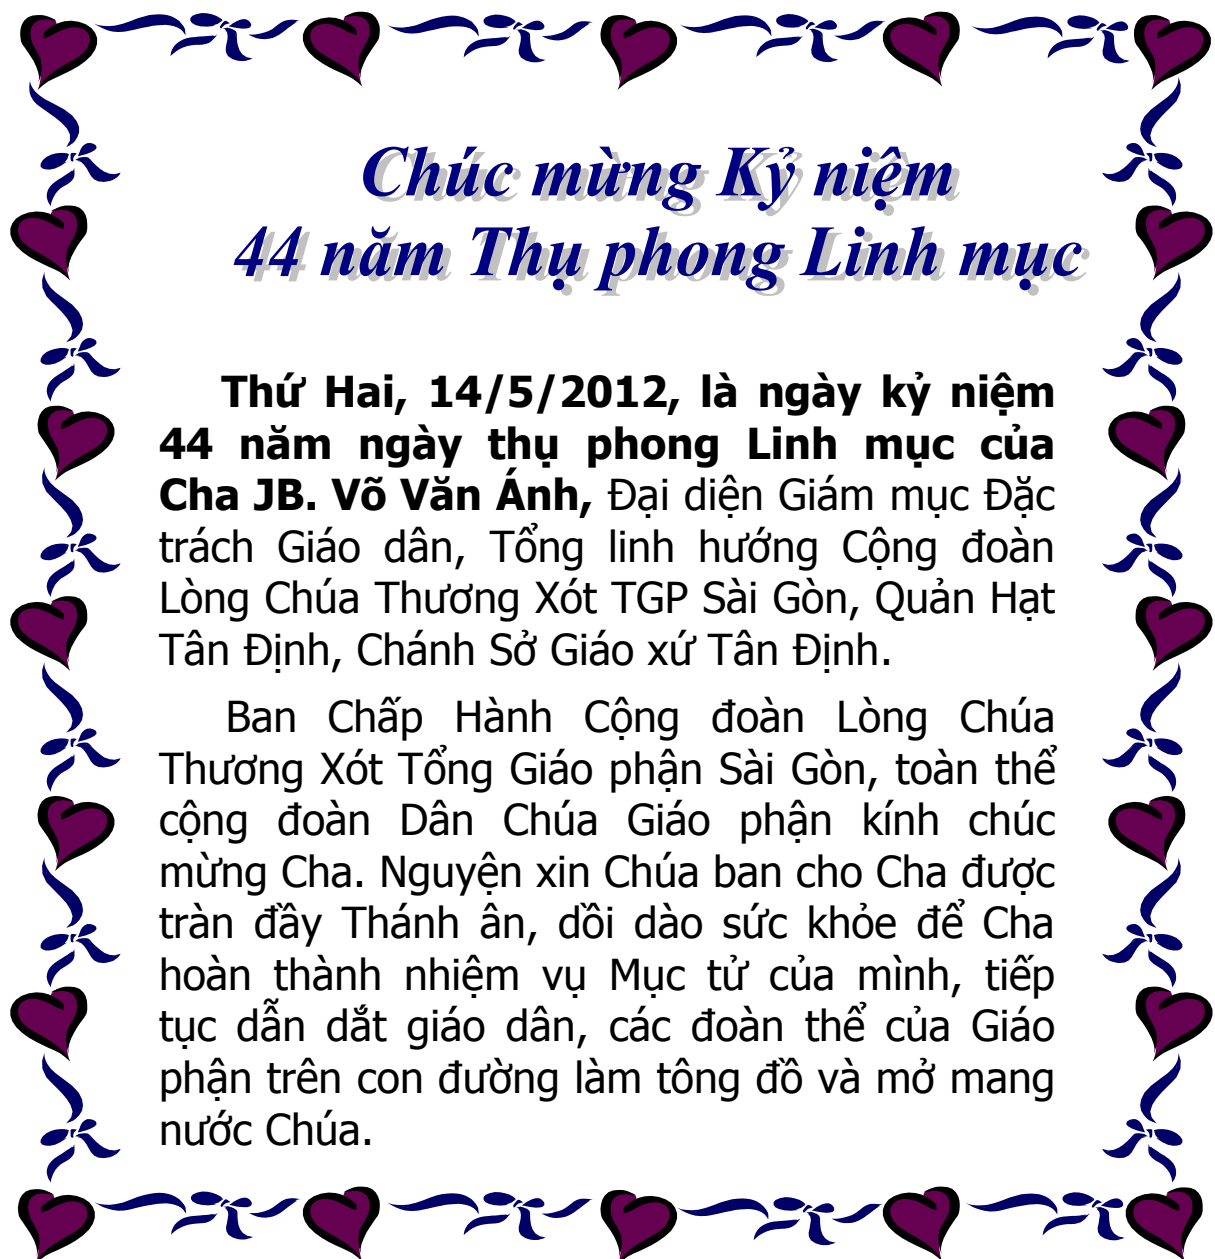 Chúc mừng Kỷ niệm
44 năm Thụ phong Linh mục
Thứ Hai, 14/5/2012, là ngày kỷ niệm
44 năm ngày thụ phong Linh mục của
Cha JB. Võ Văn Ánh, Đại diện Giám mục Đặc
trách Giáo dân, Tổng linh hướng Cộng đoàn
Lòng Chúa Thương Xót TGP Sài Gòn, Quản Hạt
Tân Định, Chánh Sở Giáo xứ Tân Định.
Ban Chấp Hành Cộng đoàn Lòng Chúa
Thương Xót Tổng Giáo phận Sài Gòn, toàn thể
cộng đoàn Dân Chúa Giáo phận kính chúc
mừng Cha. Nguyện xin Chúa ban cho Cha được
tràn đầy Thánh ân, dồi dào sức khỏe để Cha
hoàn thành nhiệm vụ Mục tử của mình, tiếp
tục dẫn dắt giáo dân, các đoàn thể của Giáo
phận trên con đường làm tông đồ và mở mang
nước Chúa.